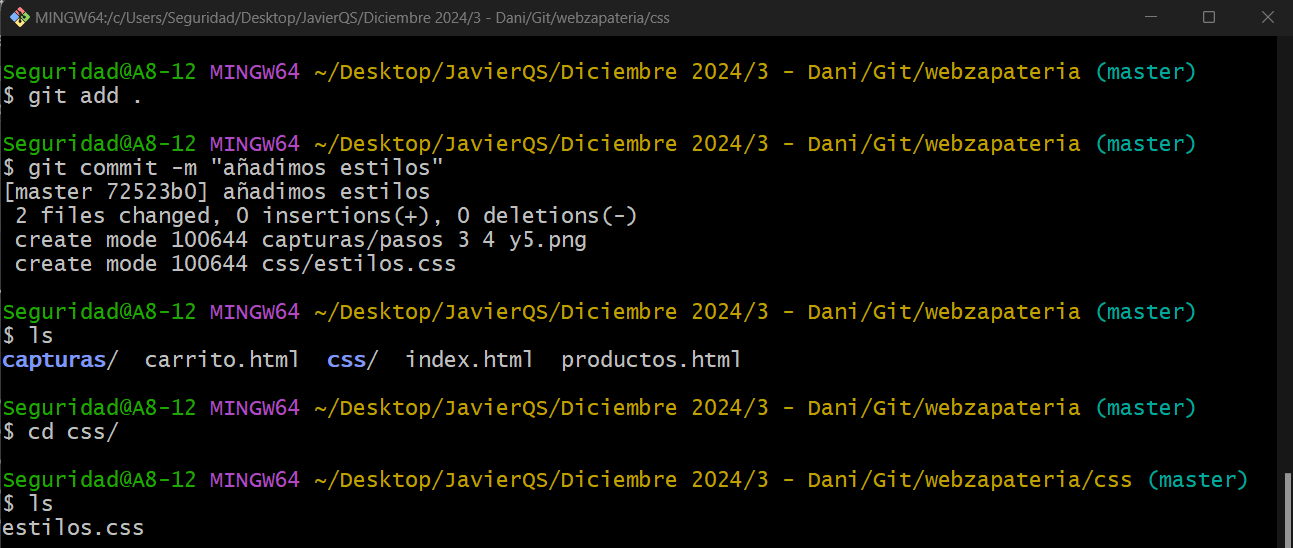 MINGW64:/c/Users/Seguridad/Desktop/JavierQS/Diciembre 2024/3 - Dani/Git/webzapateria/css
Seguridad@A8-12 MINGW64 ~/Desktop/JavierQS/Diciembre 2024/3 - Dani/Git/webzapateria (master)
$ git add .
Seguridad@A8-12 MINGW64 ~/Desktop/JavierQS/Diciembre 2024/3 - Dani/Git/webzapateria (master)
$ git commit -m "añadimos estilos"
[master 72523b0] añadimos estilos
 2 files changed, 0 insertions(+), 0 deletions(-)
 create mode 100644 capturas/pasos 3 4 y5.png
 create mode 100644 css/estilos.css
Seguridad@A8-12 MINGW64 ~/Desktop/JavierQS/Diciembre 2024/3 - Dani/Git/webzapateria (master)
$ ls
capturas/  carrito.html  css/  index.html  productos.html
Seguridad@A8-12 MINGW64 ~/Desktop/JavierQS/Diciembre 2024/3 - Dani/Git/webzapateria (master)
$ cd css/
Seguridad@A8-12 MINGW64 ~/Desktop/JavierQS/Diciembre 2024/3 - Dani/Git/webzapateria/css (master)
$ ls
estilos.css